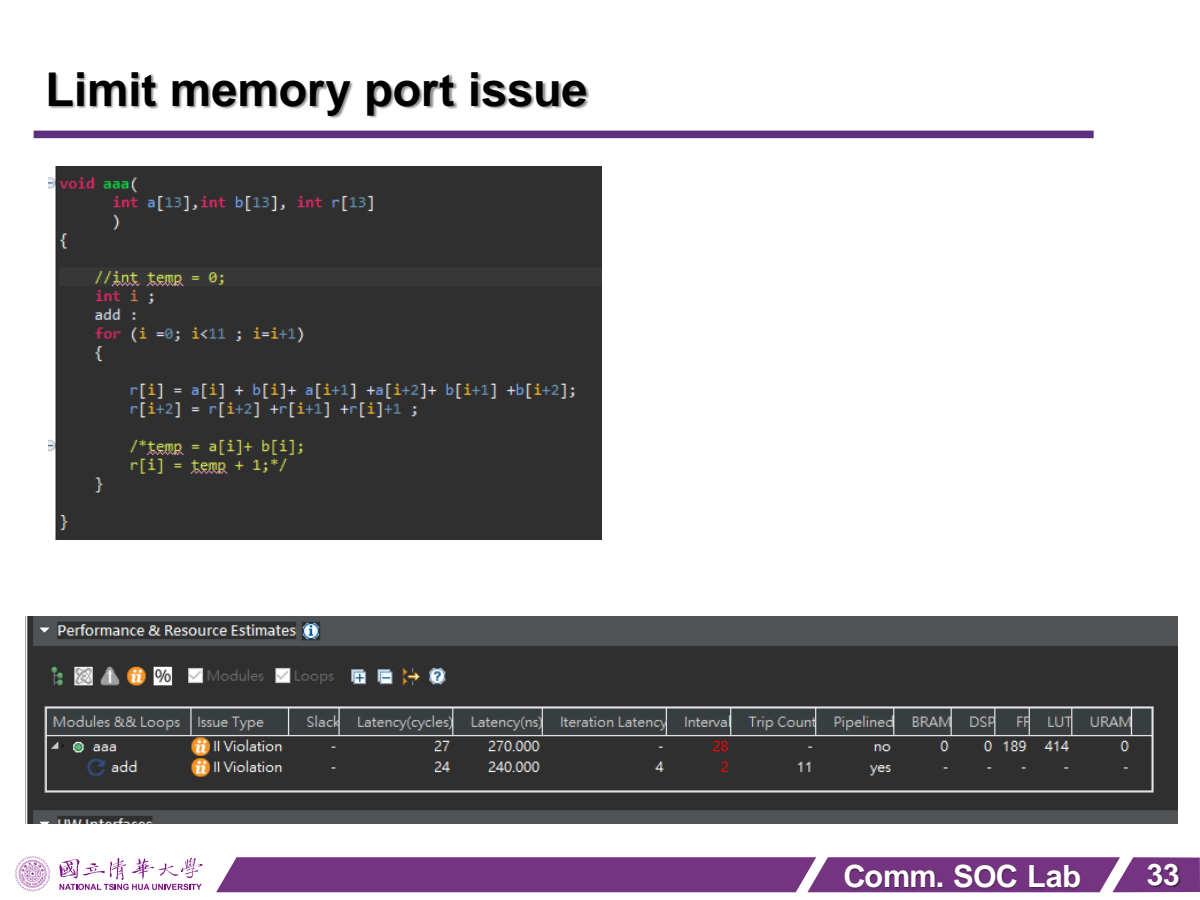 Limit memory port issue
void aaa(
int a[13],int b[13], int r[13]
)
{
//int temp = 0;
int i ;
add :
for (i =0; i<11 ; i=i+1)
{
r[i] = a[i] + b[i]+ a[i+1] +a[i+2]+ b[i+1] +b[i+2];
r[i+2] = r[i+2] +r[i+1] +r[i]+1 ;
/*temp = a[i]+ b[i];
r[i] = temp + 1;*/
}
}
Performance & Resource Estimates
% Modules Loops
Modules && Loops Issue Type Slack Latency(cycles) Latency(ns) Iteration Latency Interval Trip Count Pipelined BRAM DSP FF LUT URAM
aaa II Violation - 27 270.000 - 28 - no 0 0 189 414 0
add II Violation - 24 240.000 4 2 11 yes - - - - -
HW Interfaces
國立清華大學
NATIONAL TSING HUA UNIVERSITY
Comm. SOC Lab 33